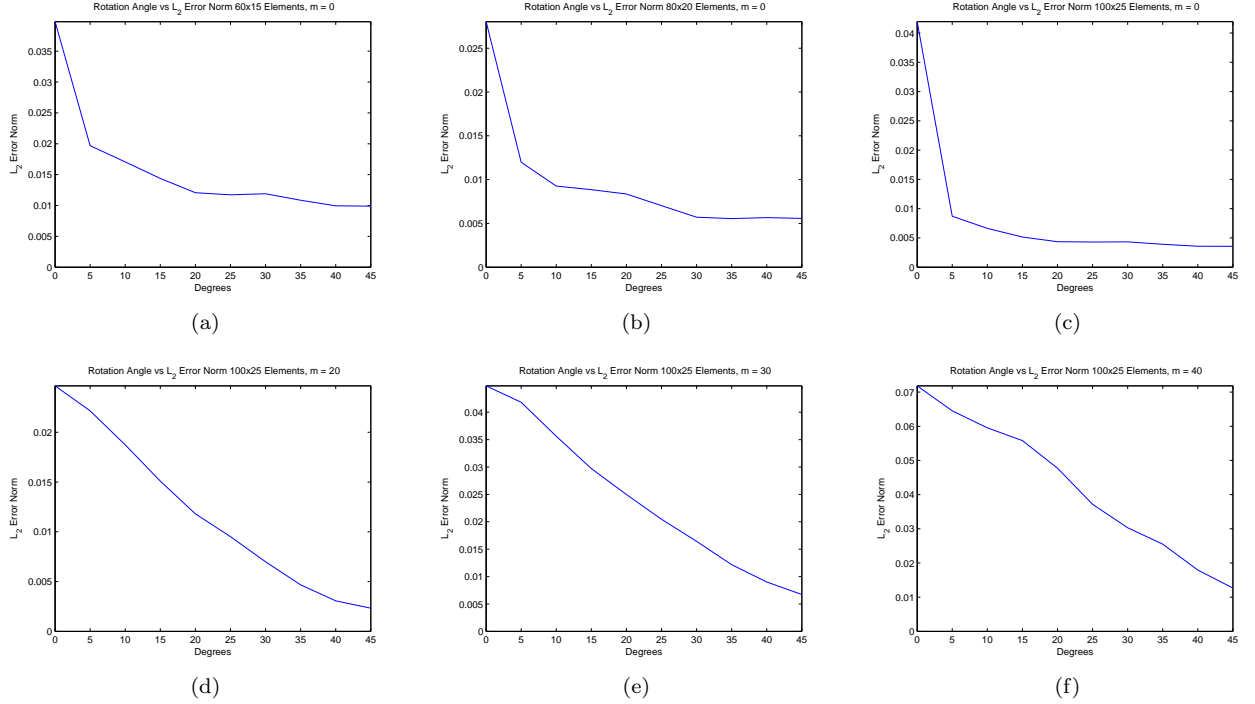 Rotation Angle vs L2 Error Norm 60x15 Elements, m = 0
0.035
0.03
0.025
0.02
0.015
0.01
0.005
0
L2 Error Norm
0 5 10 15 20 25 30 35 40 45
Degrees
(a)
Rotation Angle vs L2 Error Norm 80x20 Elements, m = 0
0.025
0.02
0.015
0.01
0.005
0
L2 Error Norm
0 5 10 15 20 25 30 35 40 45
Degrees
(b)
Rotation Angle vs L2 Error Norm 100x25 Elements, m = 0
0.04
0.035
0.03
0.025
0.02
0.015
0.01
0.005
0
L2 Error Norm
0 5 10 15 20 25 30 35 40 45
Degrees
(c)
Rotation Angle vs L2 Error Norm 100x25 Elements, m = 20
0.02
0.015
0.01
0.005
0
L2 Error Norm
0 5 10 15 20 25 30 35 40 45
Degrees
(d)
Rotation Angle vs L2 Error Norm 100x25 Elements, m = 30
0.04
0.035
0.03
0.025
0.02
0.015
0.01
0.005
0
L2 Error Norm
0 5 10 15 20 25 30 35 40 45
Degrees
(e)
Rotation Angle vs L2 Error Norm 100x25 Elements, m = 40
0.07
0.06
0.05
0.04
0.03
0.02
0.01
0
L2 Error Norm
0 5 10 15 20 25 30 35 40 45
Degrees
(f)